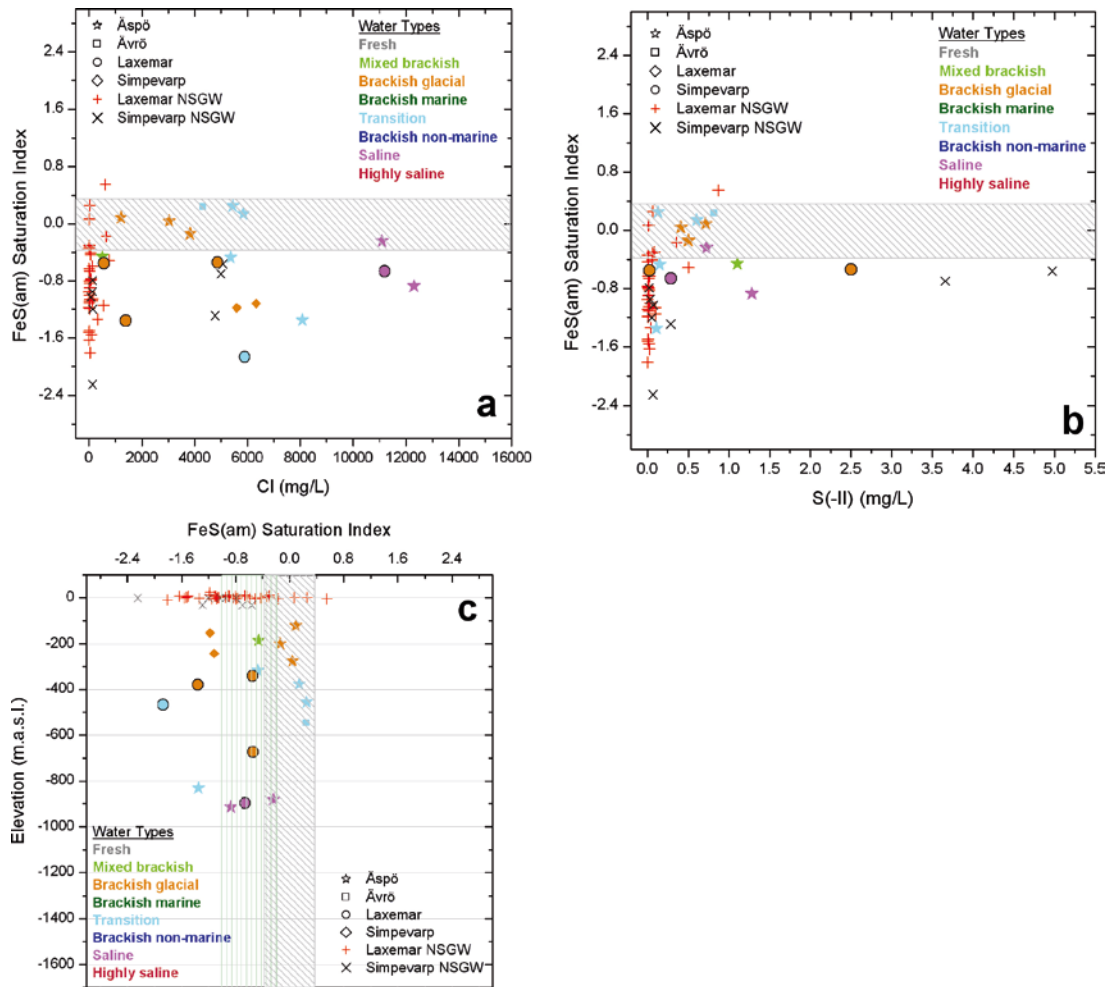 Äspö
Ävrö
Laxemar
Simpevarp
Laxemar NSGW
Simpevarp NSGW
Water Types
Fresh
Mixed brackish
Brackish glacial
Brackish marine
Transition
Brackish non-marine
Saline
Highly saline
2.4
1.6
0.8
0.0
-0.8
-1.6
-2.4
FeS(am) Saturation Index
a
0 2000 4000 6000 8000 10000 12000 14000 16000
Cl (mg/L)
Äspö
Ävrö
Laxemar
Simpevarp
Laxemar NSGW
Simpevarp NSGW
Water Types
Fresh
Mixed brackish
Brackish glacial
Brackish marine
Transition
Brackish non-marine
Saline
Highly saline
2.4
1.6
0.8
0.0
-0.8
-1.6
-2.4
FeS(am) Saturation Index
b
0.0 0.5 1.0 1.5 2.0 2.5 3.0 3.5 4.0 4.5 5.0 5.5
S(-II) (mg/L)
FeS(am) Saturation Index
-2.4 -1.6 -0.8 0.0 0.8 1.6 2.4
c
0
-200
-400
-600
-800
-1000
-1200
-1400
-1600
Elevation (m.a.s.l.)
Water Types
Fresh
Mixed brackish
Brackish glacial
Brackish marine
Transition
Brackish non-marine
Saline
Highly saline
Äspö
Ävrö
Laxemar
Simpevarp
Laxemar NSGW
Simpevarp NSGW